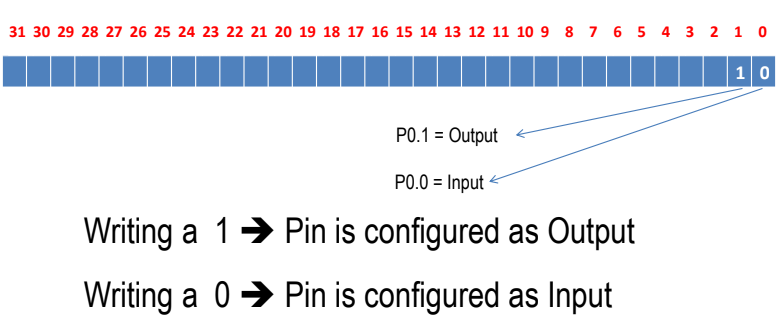 31 30 29 28 27 26 25 24 23 22 21 20 19 18 17 16 15 14 13 12 11 10 9 8 7 6 5 4 3 2 1 0
1 0
P0.1 = Output
P0.0 = Input
Writing a 1 ➔ Pin is configured as Output
Writing a 0 ➔ Pin is configured as Input